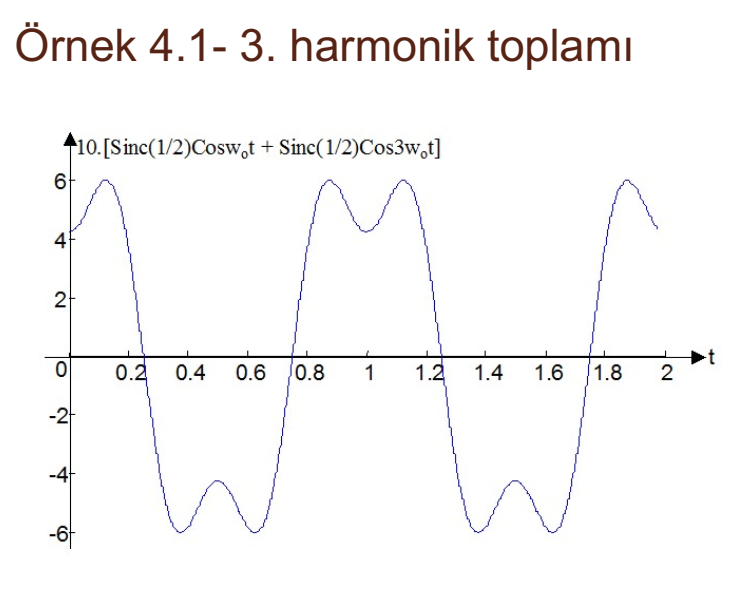 Örnek 4.1- 3. harmonik toplamı
10.[Sinc(1/2)Cosw₀t + Sinc(1/2)Cos3w₀t]
6
4
2
0
0.2 0.4 0.6 0.8 1 1.2 1.4 1.6 1.8 2
t
-2
-4
-6